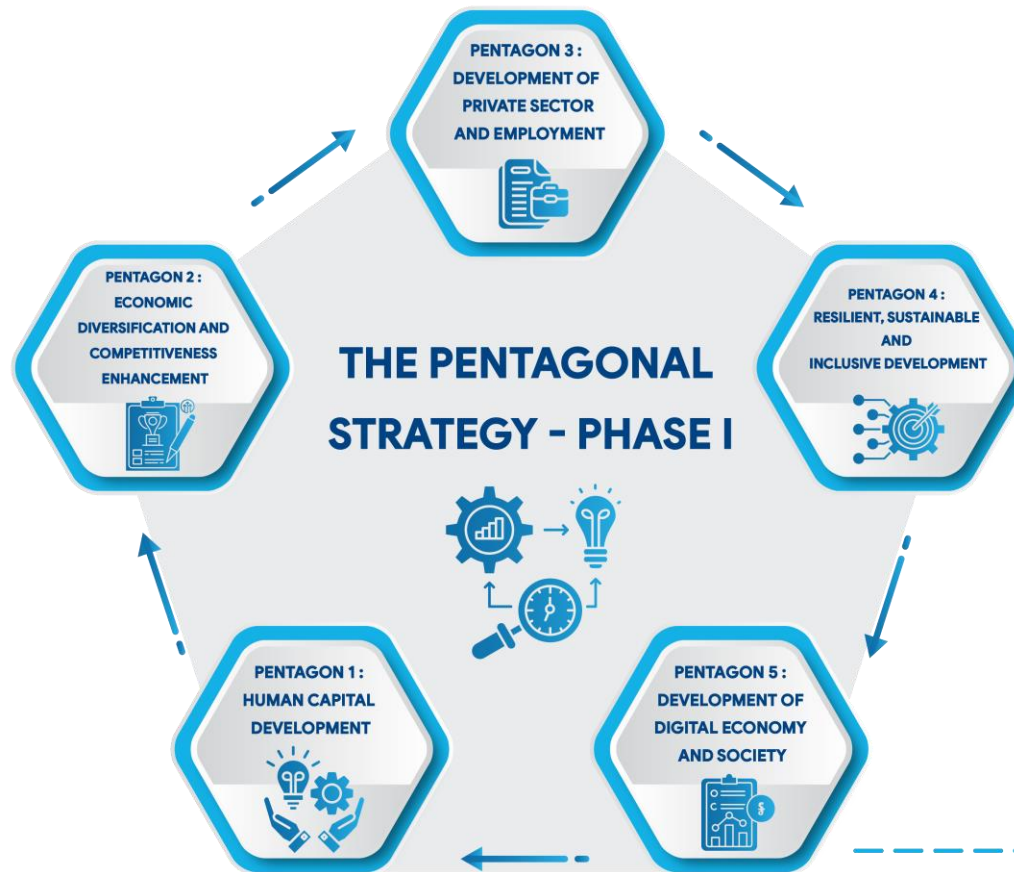 PENTAGON 3 :
DEVELOPMENT OF
PRIVATE SECTOR
AND EMPLOYMENT
PENTAGON 2 :
ECONOMIC
DIVERSIFICATION AND
COMPETITIVENESS
ENHANCEMENT
PENTAGON 4 :
RESILIENT, SUSTAINABLE
AND
INCLUSIVE DEVELOPMENT
THE PENTAGONAL
STRATEGY - PHASE I
PENTAGON 1 :
HUMAN CAPITAL
DEVELOPMENT
PENTAGON 5 :
DEVELOPMENT OF
DIGITAL ECONOMY
AND SOCIETY